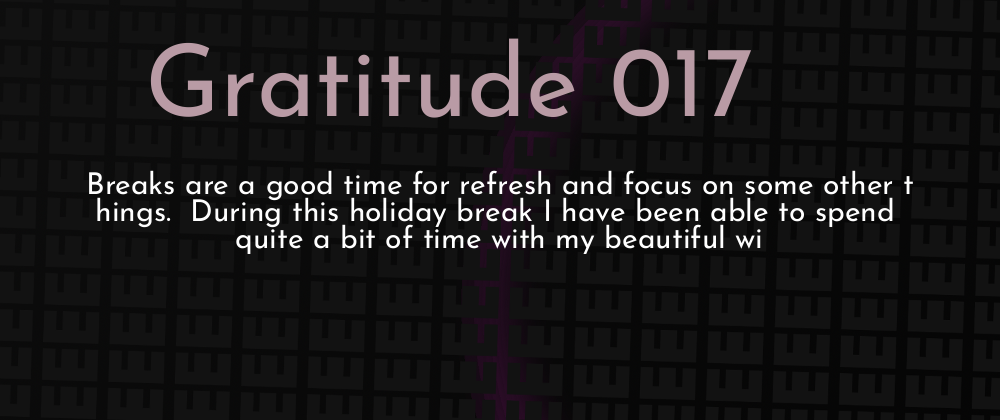 Gratitude 017
Breaks are a good time for refresh and focus on some other t
hings.  During this holiday break I have been able to spend
quite a bit of time with my beautiful wi